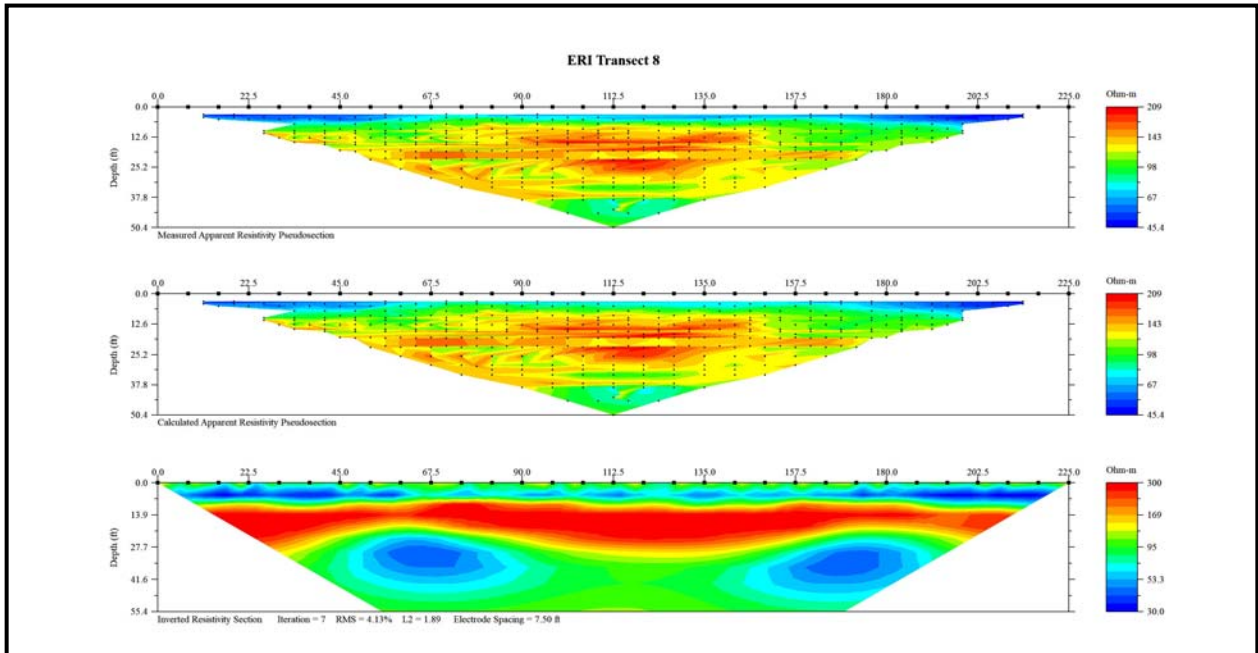 ERI Transect 8
Ohm-m
0.0 22.5 45.0 67.5 90.0 112.5 135.0 157.5 180.0 202.5 225.0
0.0
12.6
25.2
37.8
50.4
Depth (ft)
209
143
98
67
45.4
Measured Apparent Resistivity Pseudosection
Ohm-m
0.0 22.5 45.0 67.5 90.0 112.5 135.0 157.5 180.0 202.5 225.0
0.0
12.6
25.2
37.8
50.4
Depth (ft)
209
143
98
67
45.4
Calculated Apparent Resistivity Pseudosection
Ohm-m
0.0 22.5 45.0 67.5 90.0 112.5 135.0 157.5 180.0 202.5 225.0
0.0
13.9
27.7
41.6
55.4
Depth (ft)
300
169
95
53.3
30.0
Inverted Resistivity Section Iteration = 7 RMS = 4.13% L2 = 1.89 Electrode Spacing = 7.50 ft